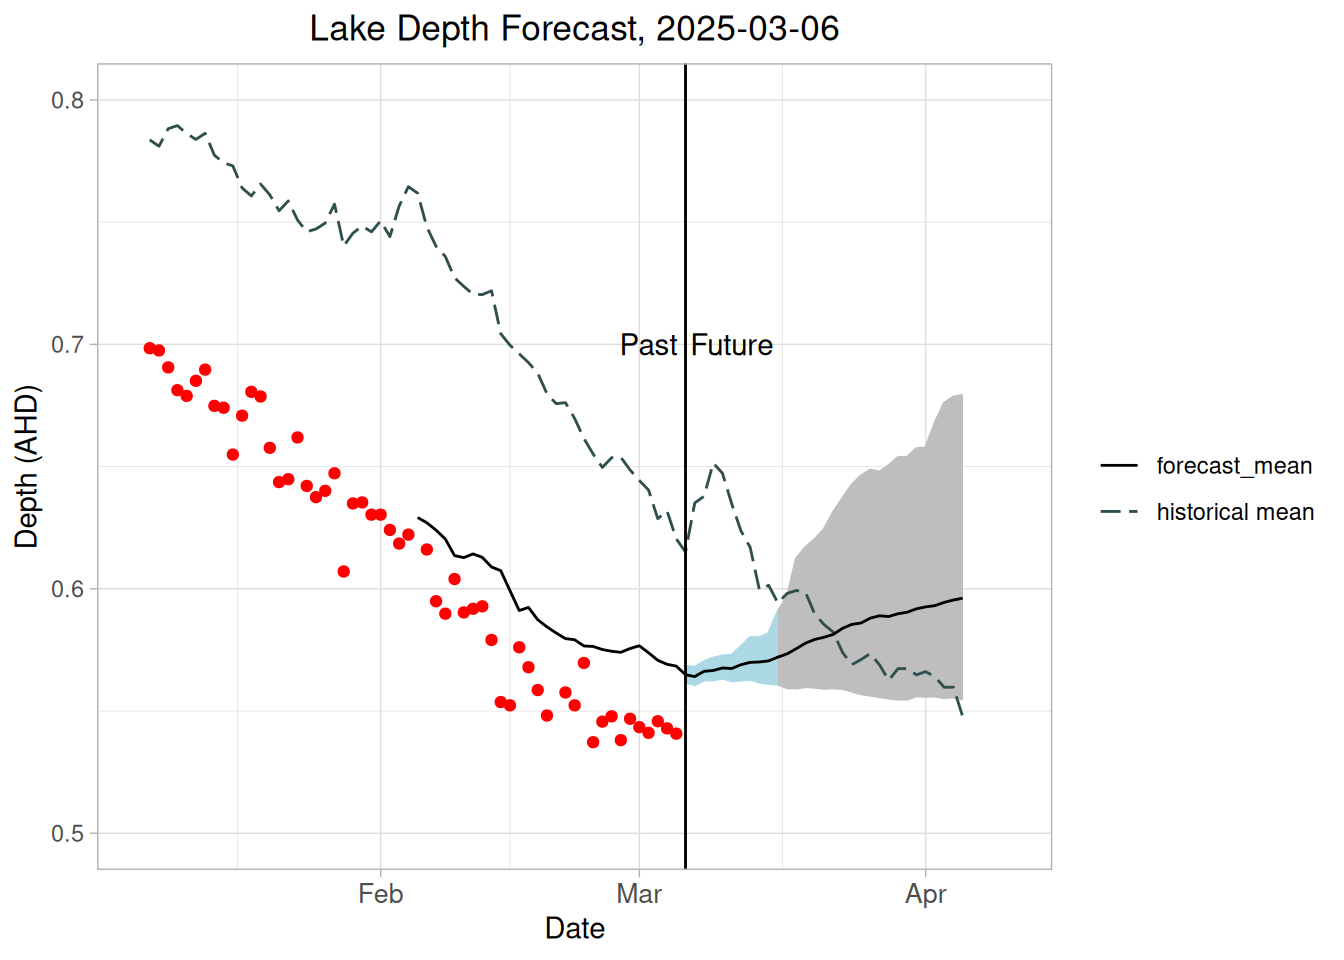 Lake Depth Forecast, 2025-03-06
0.8
0.7
0.6
0.5
Depth (AHD)
Past Future
Feb Mar Apr
Date
forecast_mean
historical mean